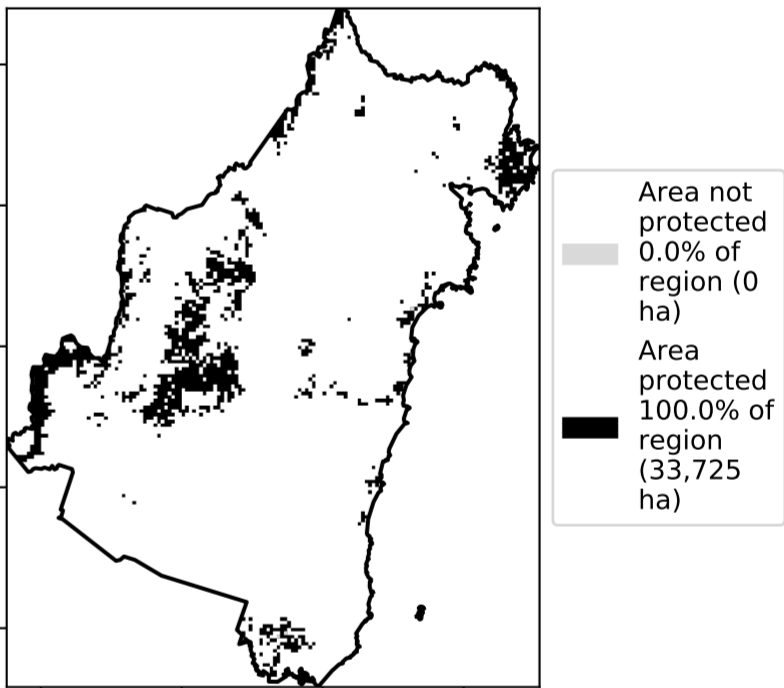 Area not
protected
0.0% of
region (0
ha)
Area
protected
100.0% of
region
(33,725
ha)